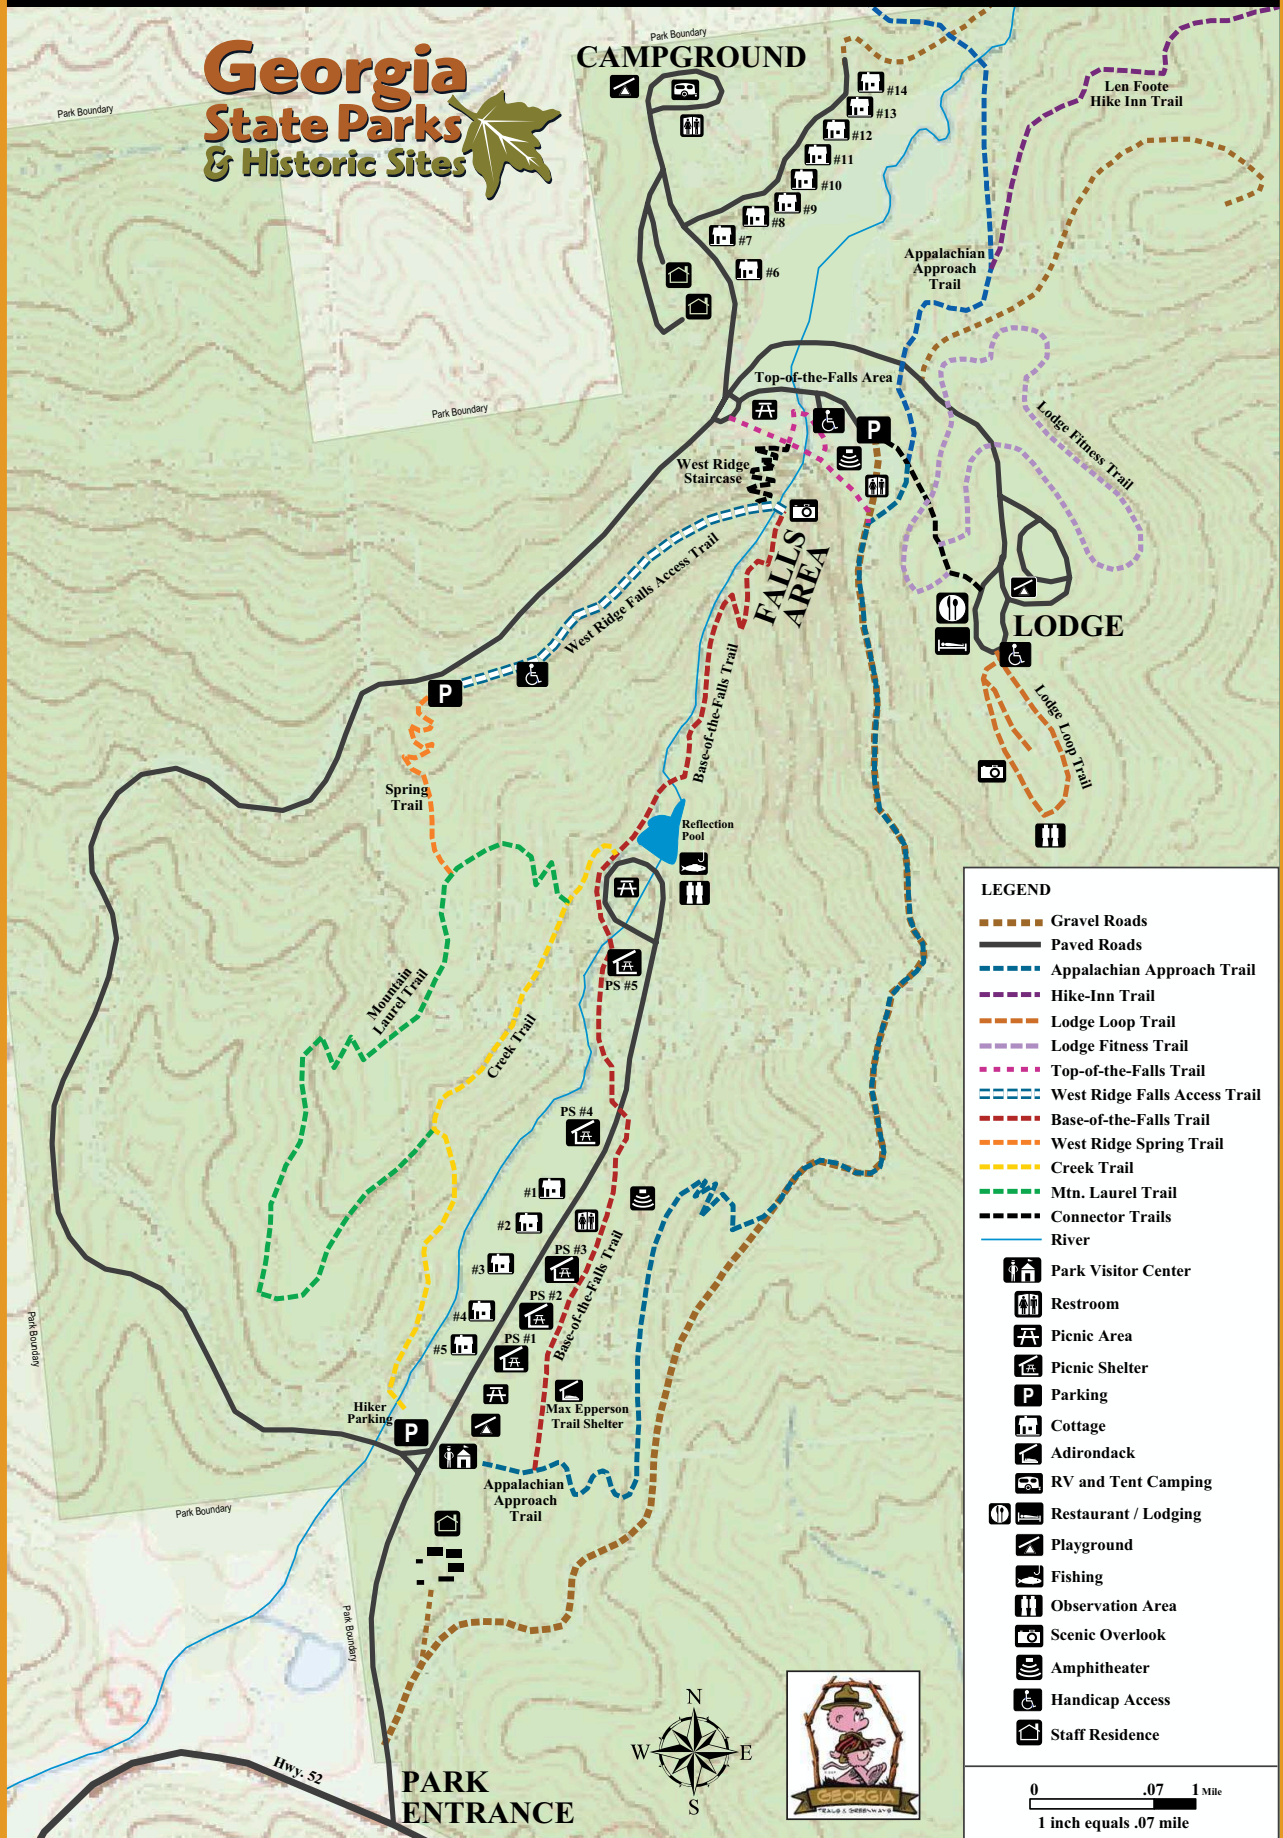 Park Boundary
CAMPGROUND
Georgia
State Parks
& Historic Sites
Park Boundary
#14
#13
#12
#11
#10
#9
#8
#7
#6
Len Foote
Hike Inn Trail
Appalachian
Approach
Trail
Park Boundary
Top-of-the-Falls Area
P
West Ridge
Staircase
Lodge Fitness Trail
FALLS
AREA
West Ridge Falls Access Trail
LODGE
P
Base-of-the-Falls Trail
Lodge Loop Trail
Spring
Trail
Reflection
Pool
Mountain
Laurel Trail
PS #5
Creek Trail
PS #4
#1
#2
#3
#4
#5
PS #3
PS #2
PS #1
Base-of-the-Falls Trail
Park Boundary
Hiker
Parking
P
Max Epperson
Trail Shelter
Appalachian
Approach
Trail
Park Boundary
Park Boundary
Hwy. 52
PARK
ENTRANCE
N
W E
S
GEORGIA
TRAILS & GREENWAYS
LEGEND
Gravel Roads
Paved Roads
Appalachian Approach Trail
Hike-Inn Trail
Lodge Loop Trail
Lodge Fitness Trail
Top-of-the-Falls Trail
West Ridge Falls Access Trail
Base-of-the-Falls Trail
West Ridge Spring Trail
Creek Trail
Mtn. Laurel Trail
Connector Trails
River
Park Visitor Center
Restroom
Picnic Area
Picnic Shelter
P Parking
Cottage
Adirondack
RV and Tent Camping
Restaurant / Lodging
Playground
Fishing
Observation Area
Scenic Overlook
Amphitheater
Handicap Access
Staff Residence
0 .07 1 Mile
1 inch equals .07 mile